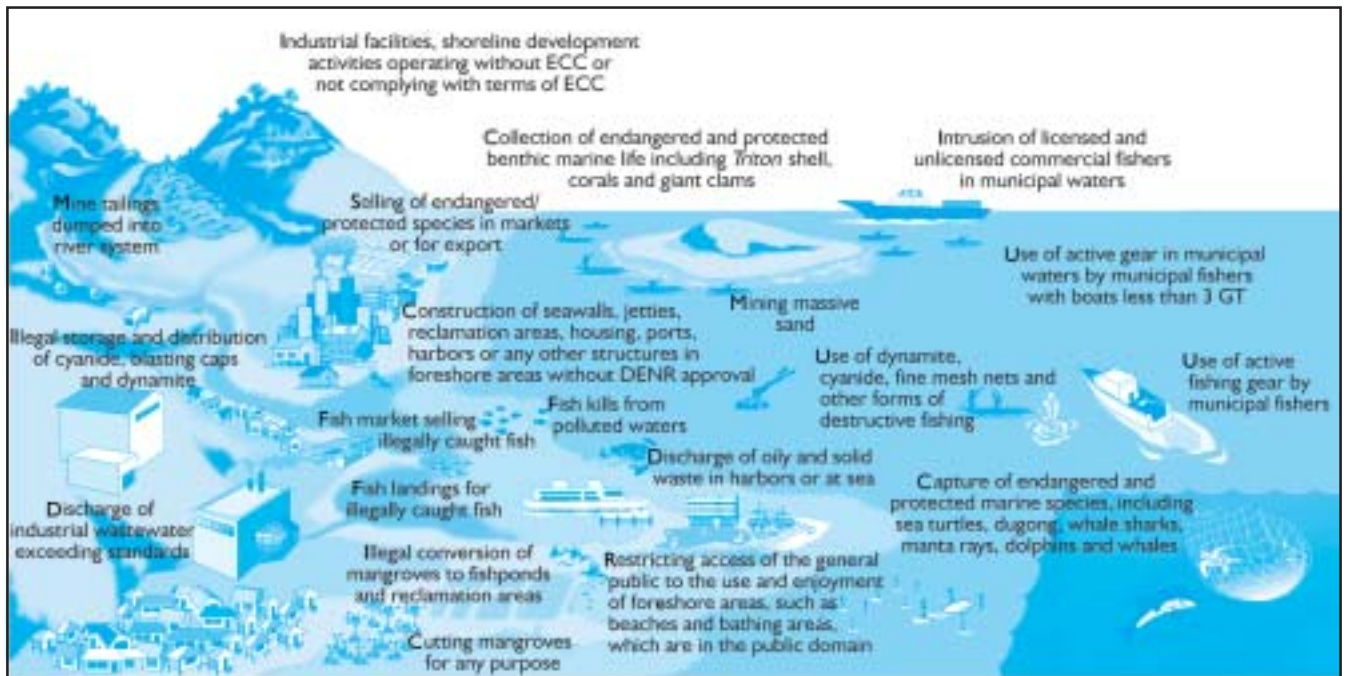 Industrial facilities, shoreline development
activities operating without ECC or
not complying with terms of ECC
Collection of endangered and protected
benthic marine life including Triton shell,
corals and giant clams
Intrusion of licensed and
unlicensed commercial fishers
in municipal waters
Mine tailings
dumped into
river system
Selling of endangered/
protected species in markets
or for export
Use of active gear in municipal
waters by municipal fishers
with boats less than 3 GT
Mining massive
sand
Construction of seawalls, jetties,
reclamation areas, housing, ports,
harbors or any other structures in
foreshore areas without DENR approval
Illegal storage and distribution
of cyanide, blasting caps
and dynamite
Use of dynamite,
cyanide, fine mesh nets and
other forms of
destructive fishing
Use of active
fishing gear by
municipal fishers
Fish market selling
illegally caught fish
Fish kills from
polluted waters
Discharge of oily and solid
waste in harbors or at sea
Capture of endangered and
protected marine species, including
sea turtles, dugong, whale sharks,
manta rays, dolphins and whales
Fish landings for
illegally caught fish
Discharge of
industrial wastewater
exceeding standards
Illegal conversion of
mangroves to fishponds
and reclamation areas
Restricting access of the general
public to the use and enjoyment
of foreshore areas, such as
beaches and bathing areas,
which are in the public domain
Cutting mangroves
for any purpose